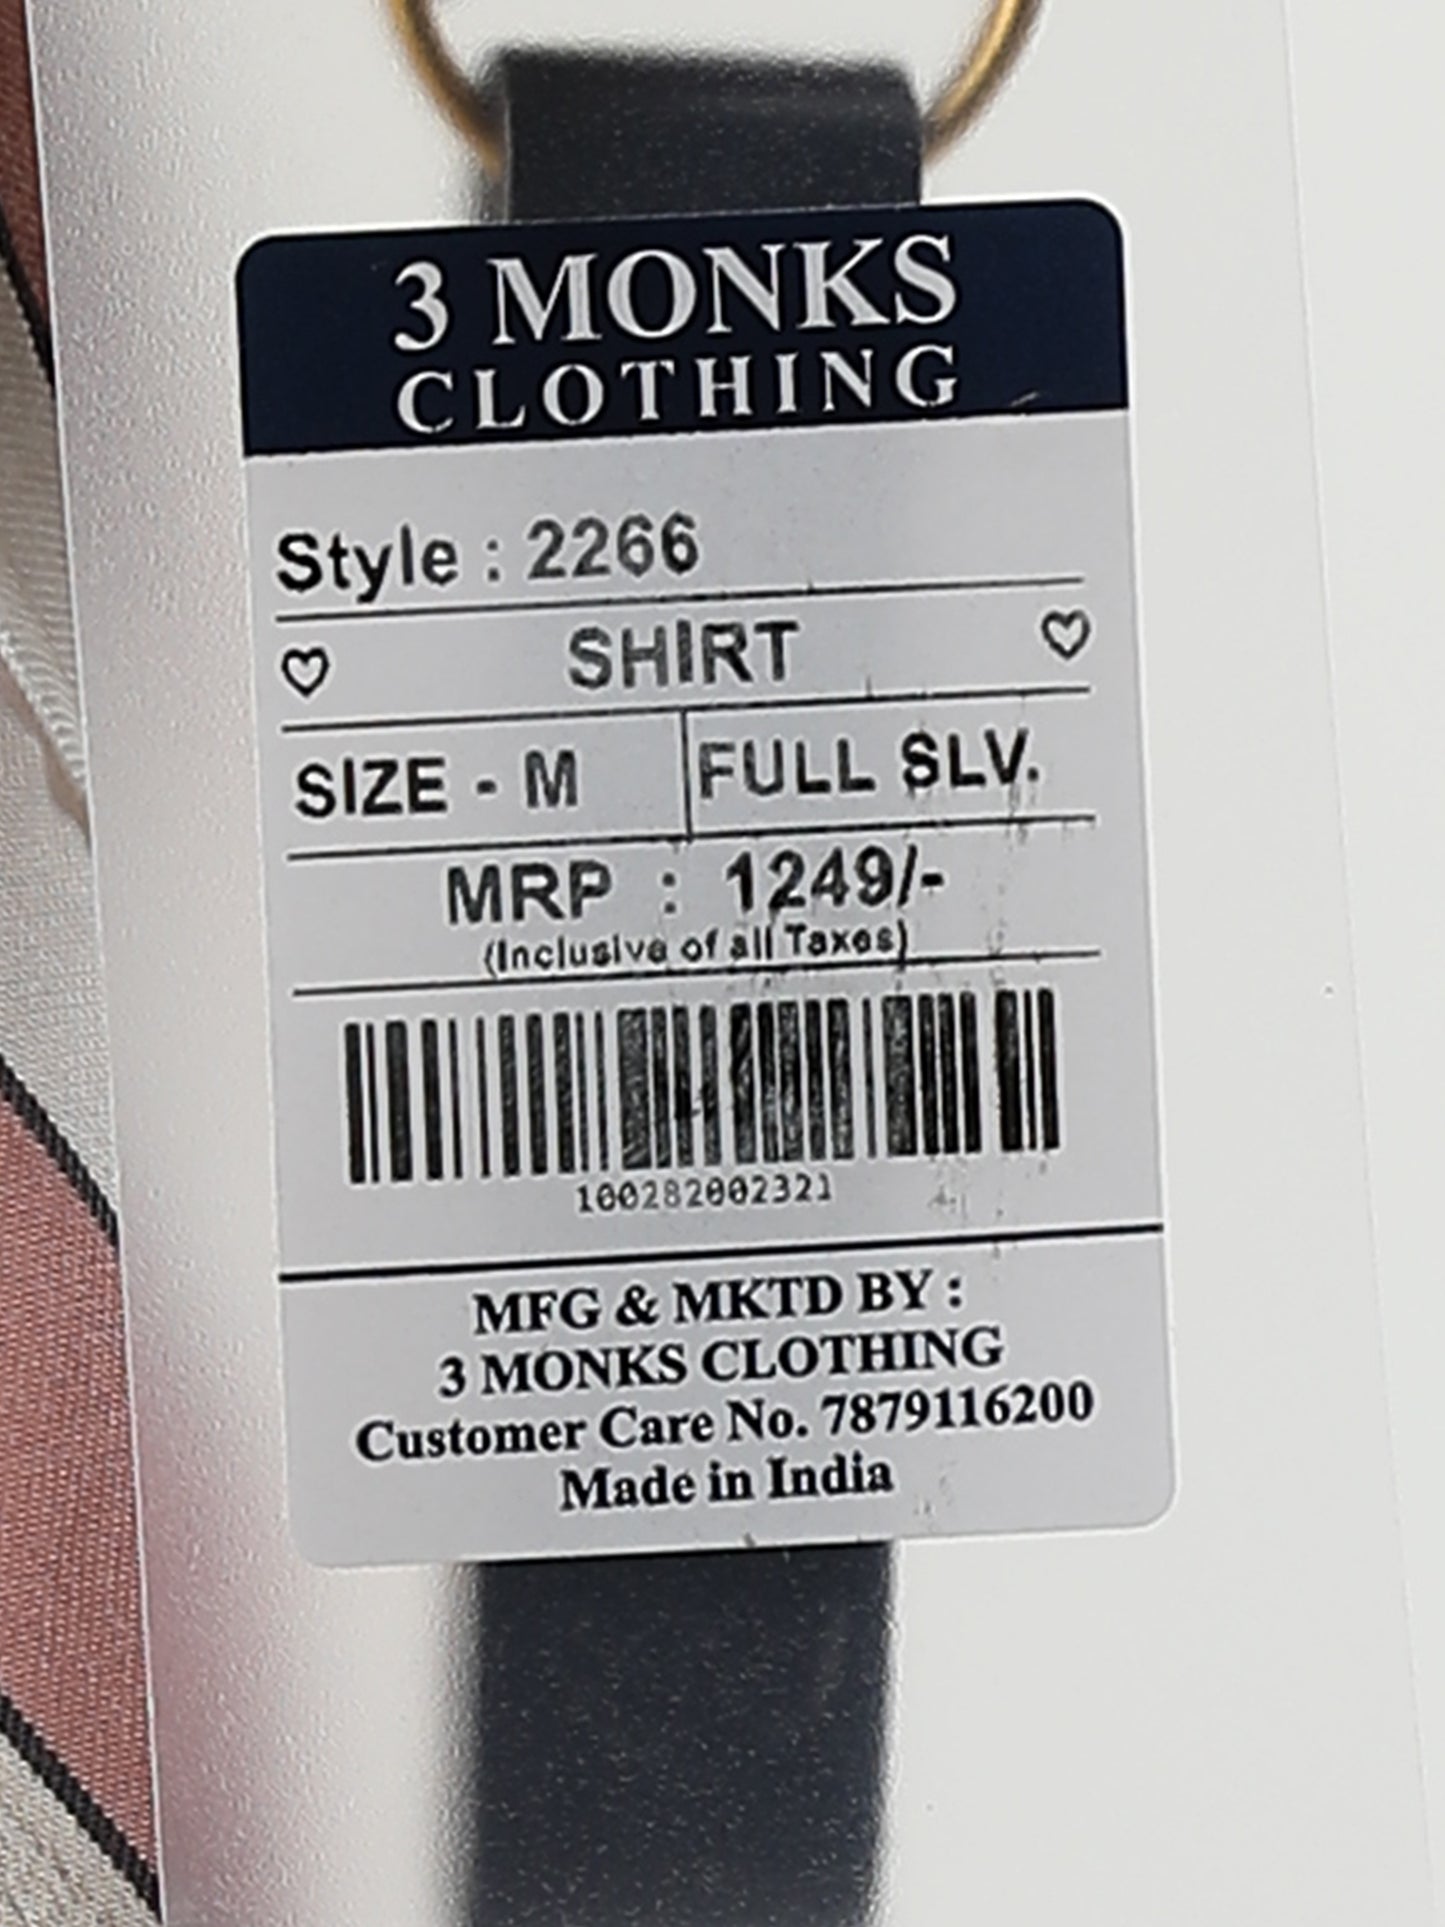 3 MONKS
CLOTHING
Style : 2266
♡ SHIRT ♡
SIZE - M FULL SLV.
MRP : 1249/-
(Inclusive of all Taxes)
100282002321
MFG & MKTD BY :
3 MONKS CLOTHING
Customer Care No. 7879116200
Made in India